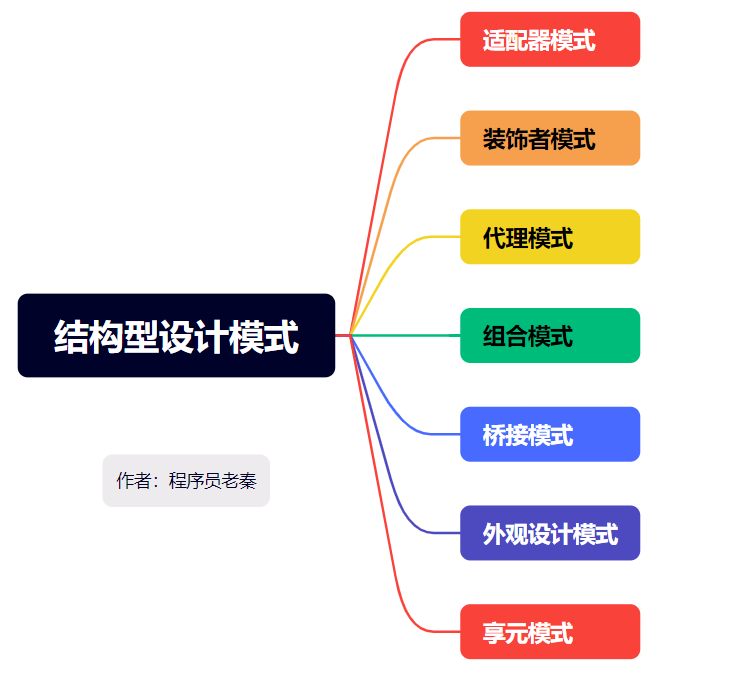 结构型设计模式
作者：程序员老秦
适配器模式
装饰者模式
代理模式
组合模式
桥接模式
外观设计模式
享元模式